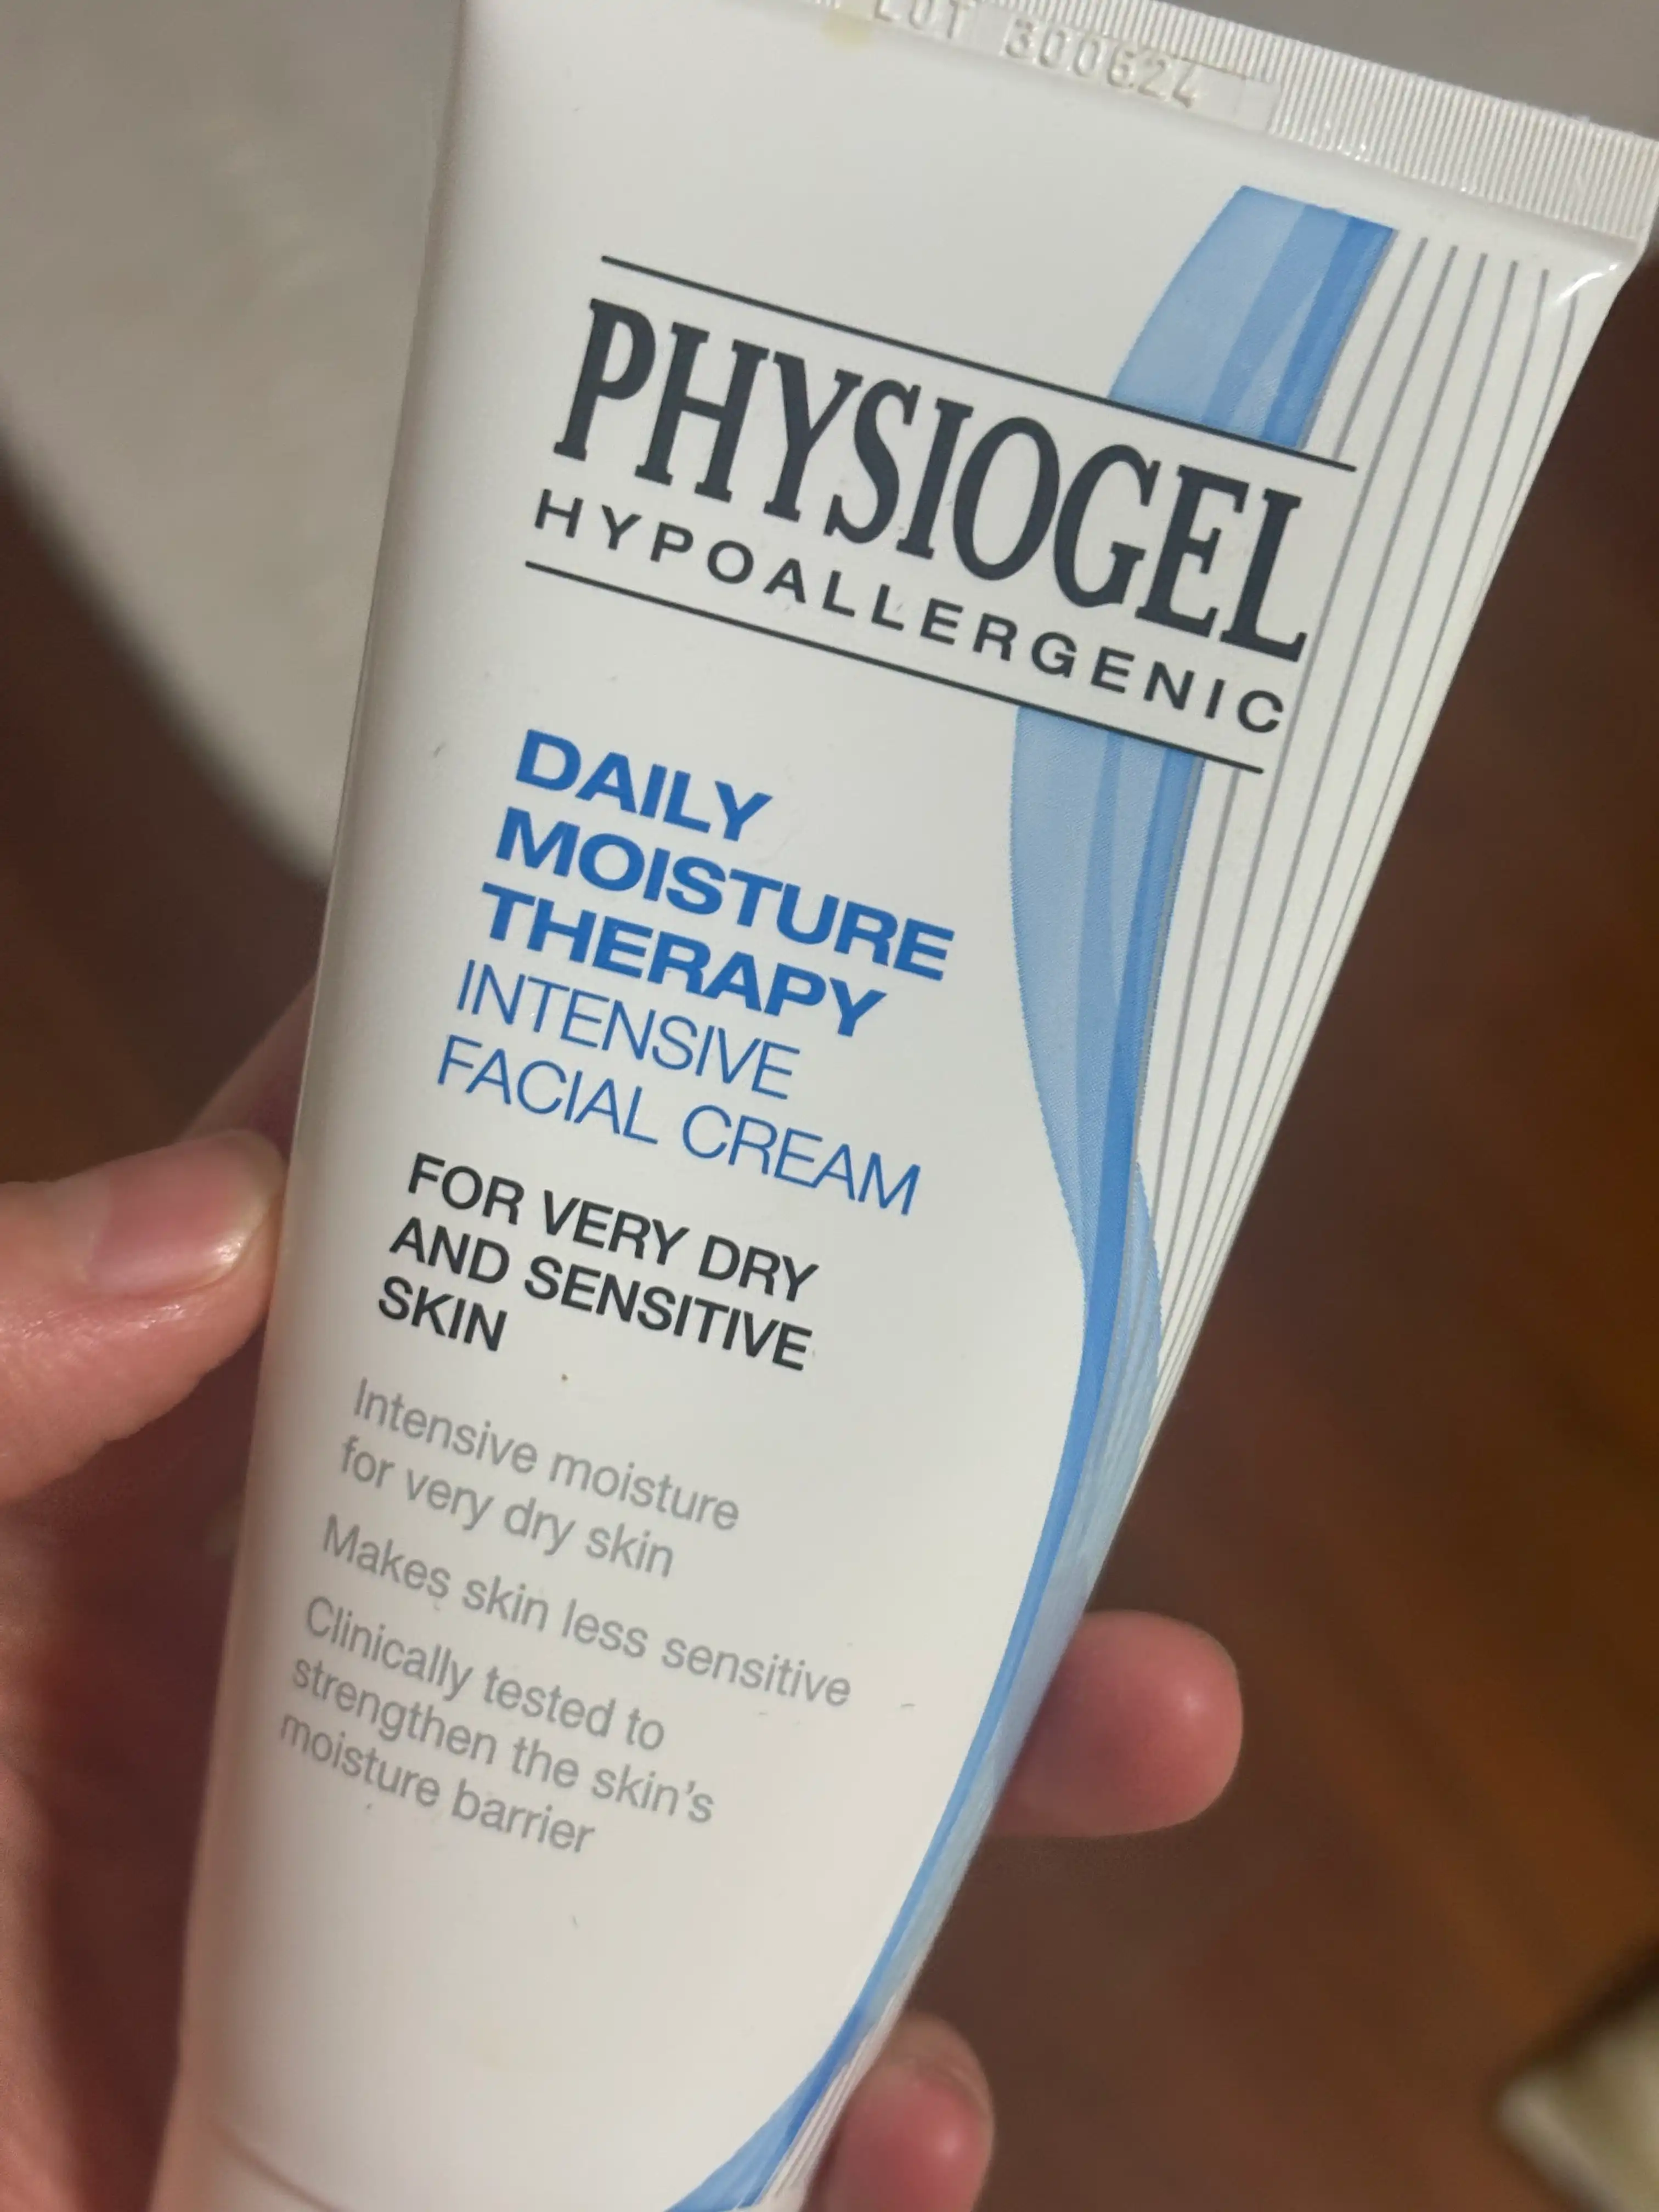 LOT 300624
PHYSIOGEL
HYPOALLERGENIC
DAILY
MOISTURE
THERAPY
INTENSIVE
FACIAL CREAM
FOR VERY DRY
AND SENSITIVE
SKIN
Intensive moisture
for very dry skin
Makes skin less sensitive
Clinically tested to
strengthen the skin's
moisture barrier